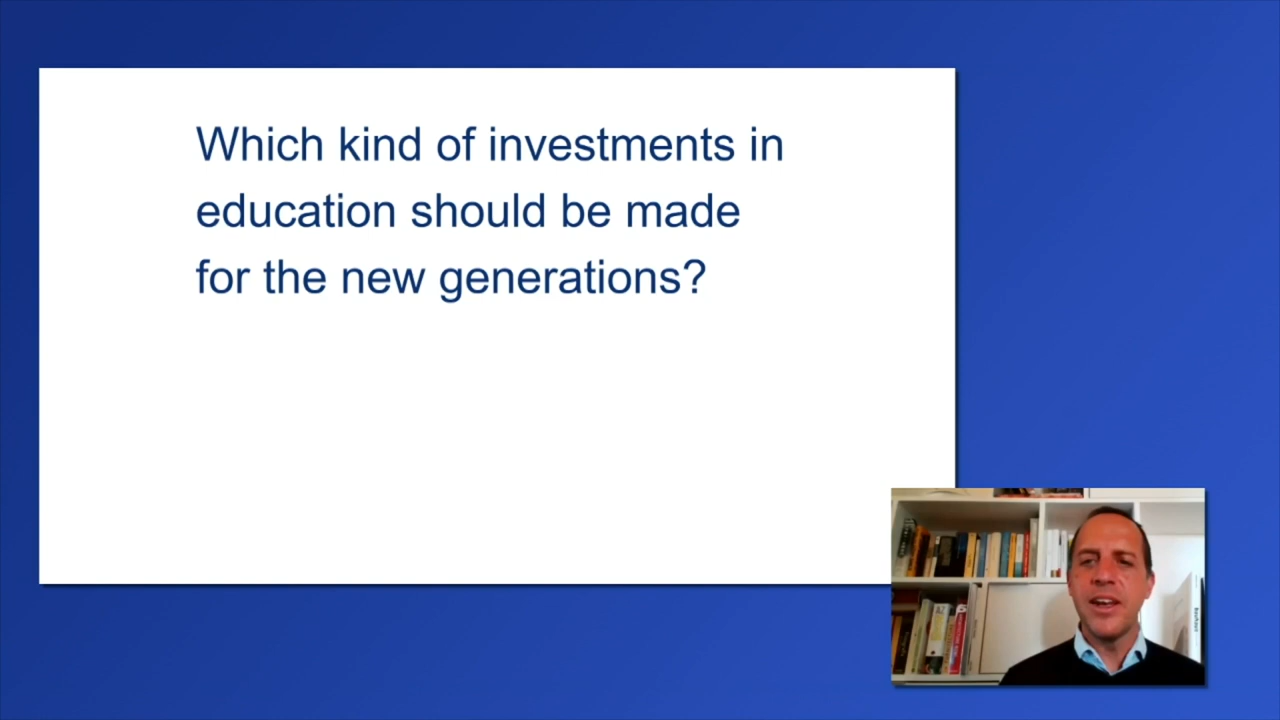 Which kind of investments in
education should be made
for the new generations?